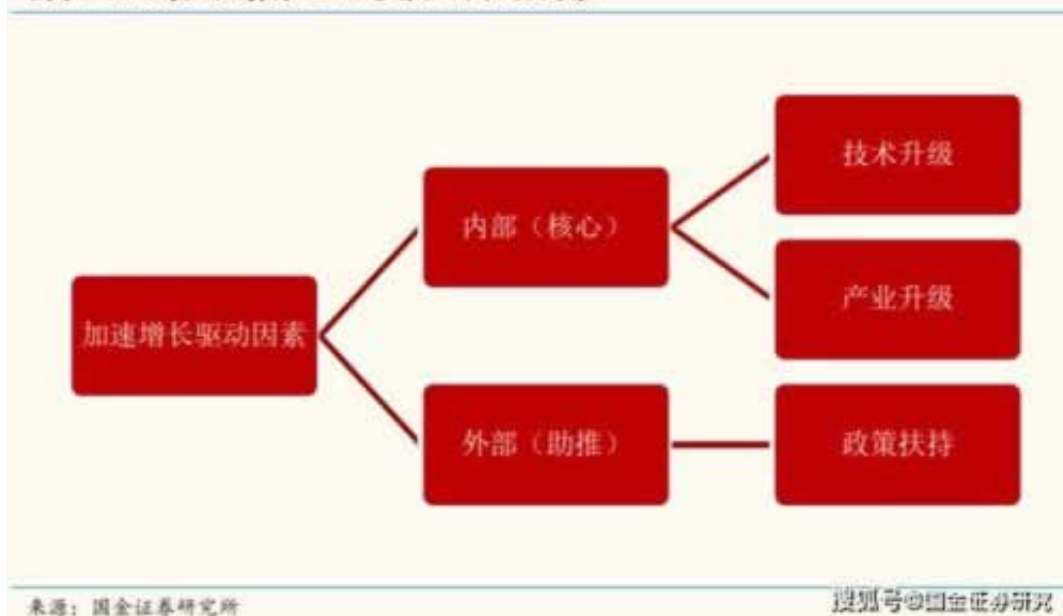 技术升级
内部（核心）
产业升级
加速增长驱动因素
外部（助推）
政策扶持
来源：国金证券研究所
搜狐号@国金证券研究